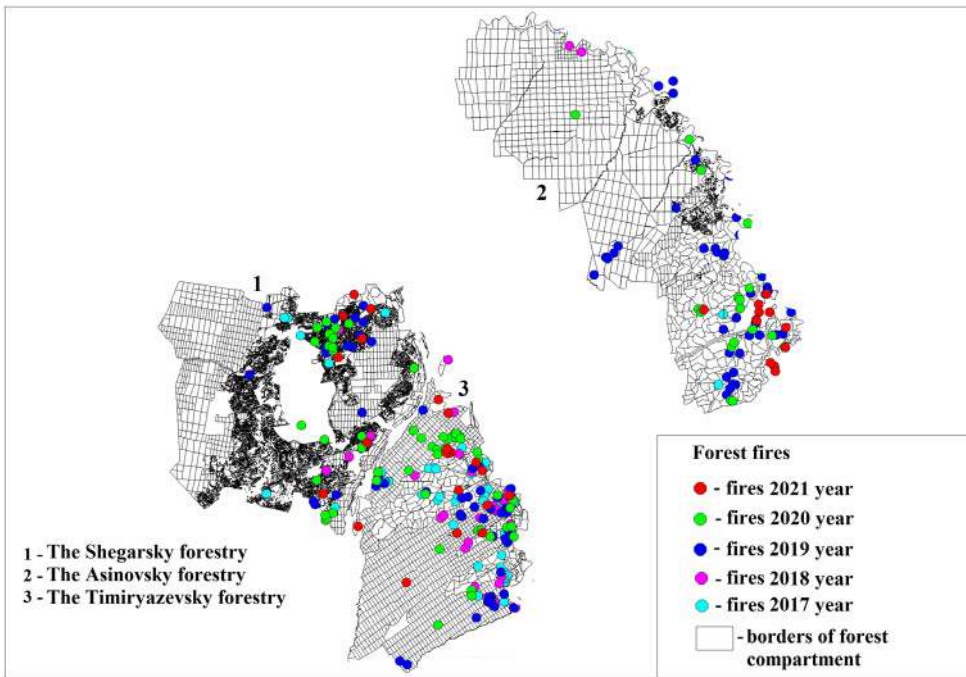 2
1
3
1 - The Shegarsky forestry
2 - The Asinovsky forestry
3 - The Timiryazevsky forestry
Forest fires
- fires 2021 year
- fires 2020 year
- fires 2019 year
- fires 2018 year
- fires 2017 year
- borders of forest
compartment